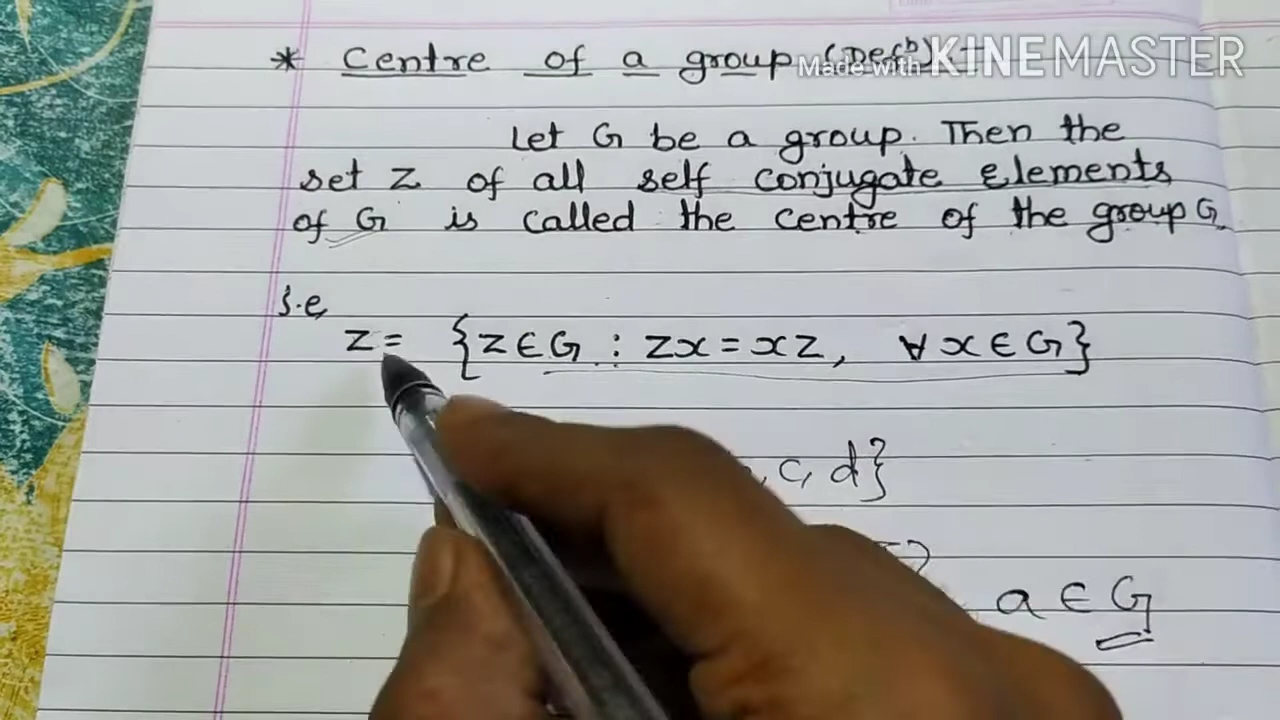 * Centre of a group (Defn) :-
Made with KINEMASTER
Let G be a group. Then the
set Z of all self conjugate elements
of G is called the centre of the group G.
i.e,
Z = {z ∈ G : zx = xz, ∀ x ∈ G}
, c, d}
a ∈ G